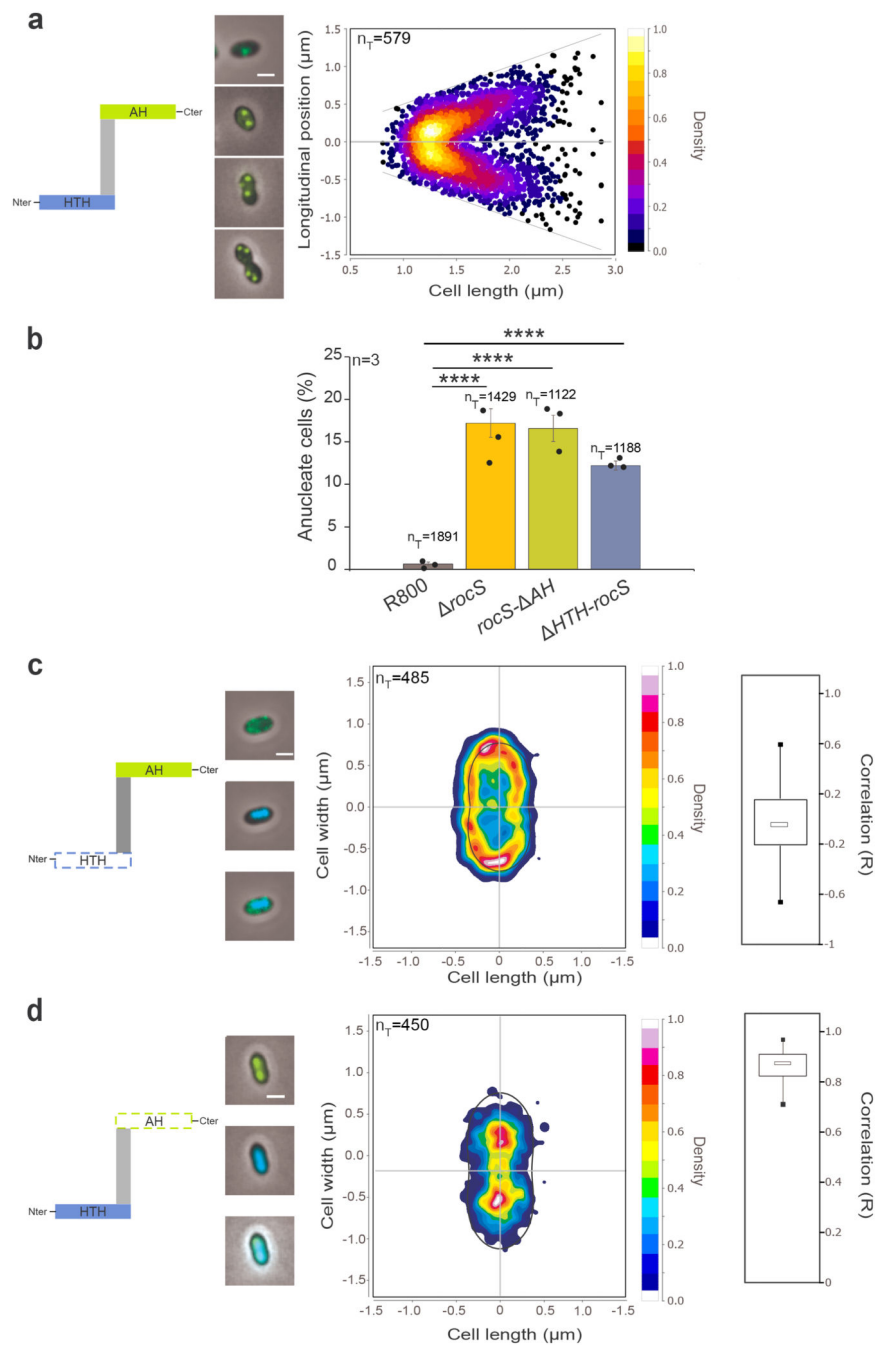 a
n_T=579
AH
Cter
Nter
HTH
Longitudinal position (µm)
1.5
1.0
0.5
0.0
-0.5
-1.0
-1.5
0.5 1.0 1.5 2.0 2.5 3.0
Cell length (µm)
1.0
0.8
0.6
0.4
0.2
0.0
Density
b
n=3
****
****
****
Anucleate cells (%)
25
20
15
10
5
0
n_T=1891
n_T=1429
n_T=1122
n_T=1188
R800
ΔrocS
rocS-ΔAH
ΔHTH-rocS
c
AH
Cter
Nter
HTH
n_T=485
Cell width (µm)
1.5
1.0
0.5
0.0
-0.5
-1.0
-1.5
-1.5 -1.0 -0.5 0 0.5 -1.0 -1.5
Cell length (µm)
1.0
0.8
0.6
0.4
0.2
0.0
Density
1.0
0.6
0.2
-0.2
-0.6
-1
Correlation (R)
d
AH
Cter
Nter
HTH
n_T=450
Cell width (µm)
1.5
1.0
0.5
0.0
-0.5
-1.0
-1.5
-1.5 -1.0 -0.5 0 0.5 -1.0 -1.5
Cell length (µm)
1.0
0.8
0.6
0.4
0.2
0.0
Density
1.0
0.8
0.6
0.4
0.2
0
Correlation (R)